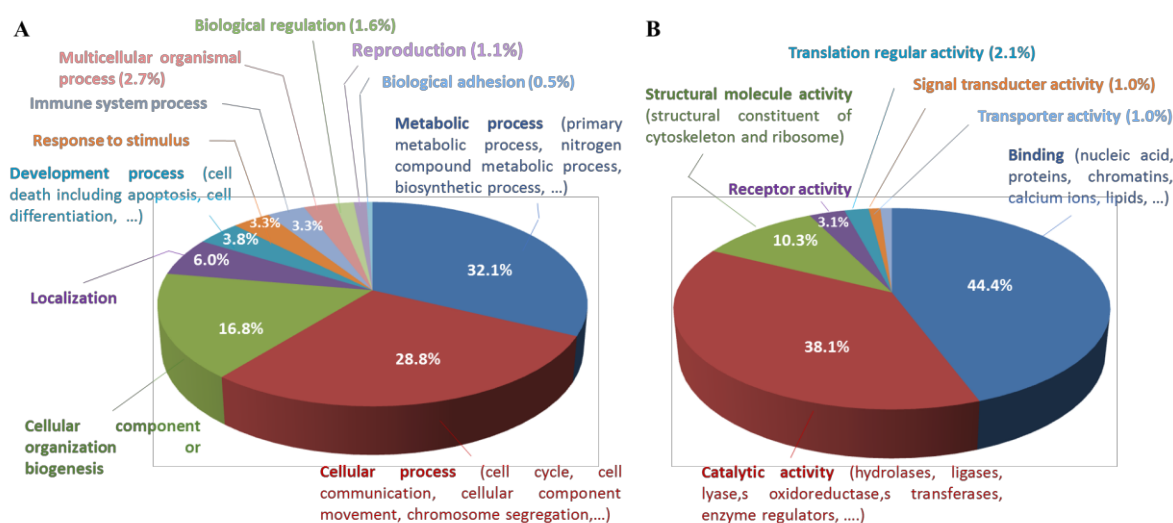 A
Biological regulation (1.6%)
Reproduction (1.1%)
Multicellular organismal
process (2.7%)
Biological adhesion (0.5%)
Immune system process
Response to stimulus
Development process (cell
death including apoptosis, cell
differentiation, ...)
Metabolic process (primary
metabolic process, nitrogen
compound metabolic process,
biosynthetic process, ...)
3.3%
3.3%
3.8%
6.0%
32.1%
Localization
16.8%
28.8%
Cellular component
organization or
biogenesis
Cellular process (cell cycle, cell
communication, cellular component
movement, chromosome segregation,...)
B
Translation regular activity (2.1%)
Signal transducter activity (1.0%)
Structural molecule activity
(structural constituent of
cytoskeleton and ribosome)
Transporter activity (1.0%)
Binding (nucleic acid,
proteins, chromatins,
calcium ions, lipids, ...)
Receptor activity
3.1%
10.3%
44.4%
38.1%
Catalytic activity (hydrolases, ligases,
lyase,s oxidoreductase,s transferases,
enzyme regulators, ....)